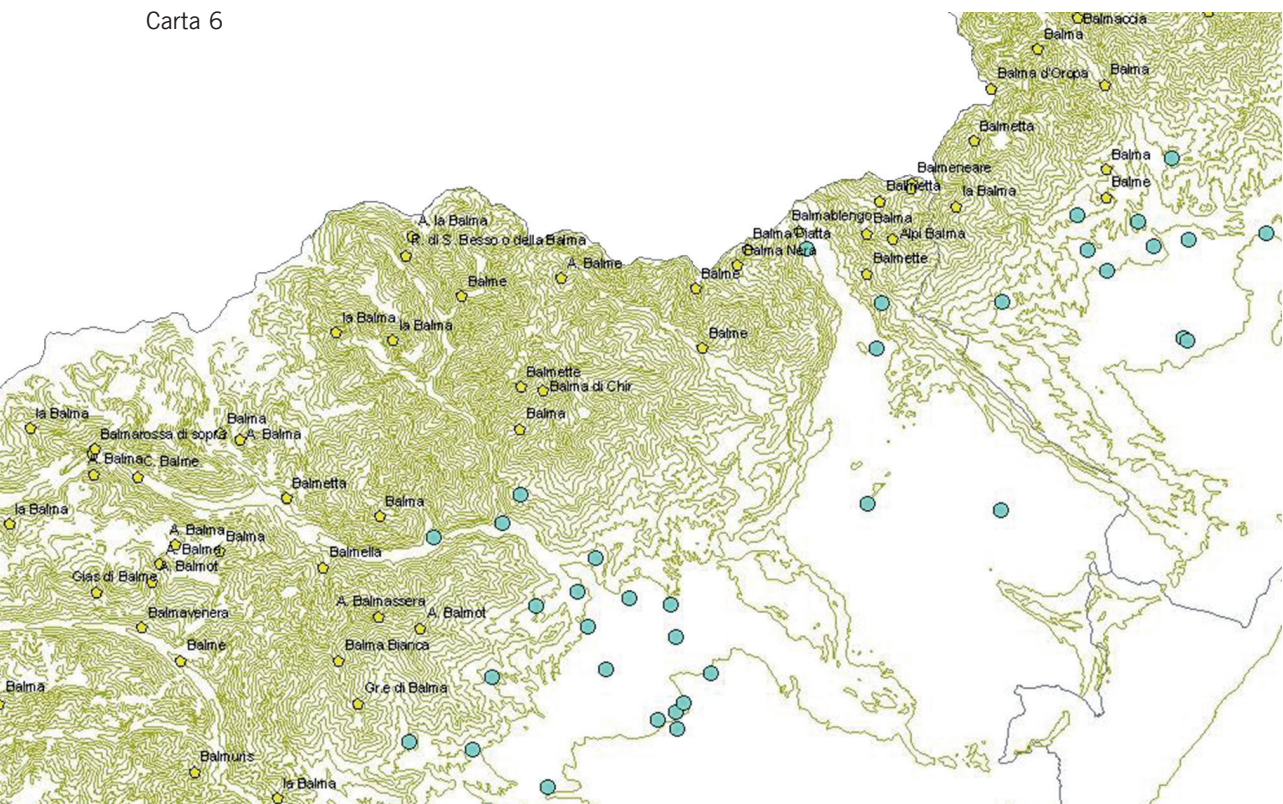 Carta 6
Balmaccia
Balma
Balma d'Oropa
Balma
Balmetta
Balma
Balmeneare
Balme
Balmetta
la Balma
Balmablengo
Balma
A. la Balma
Balma Piatta
Alpi Balma
R. di S. Besso o della Balma
Balma Nera
A. Balme
Balmette
Balme
Balme
la Balma
la Balma
Balme
Balmette
Balma di Chir
la Balma
Balma
Balma
Balmarossa di sopra
A. Balma
A. Balma
C. Balme
Balmetta
Balma
la Balma
A. Balma
Balma
A. Balme
Balmella
A. Balmot
Gias di Balme
A. Balmassera
Balmavenera
A. Balmot
Balme
Balma Bianca
Balma
Gr.e di Balma
Balmuris
la Balma